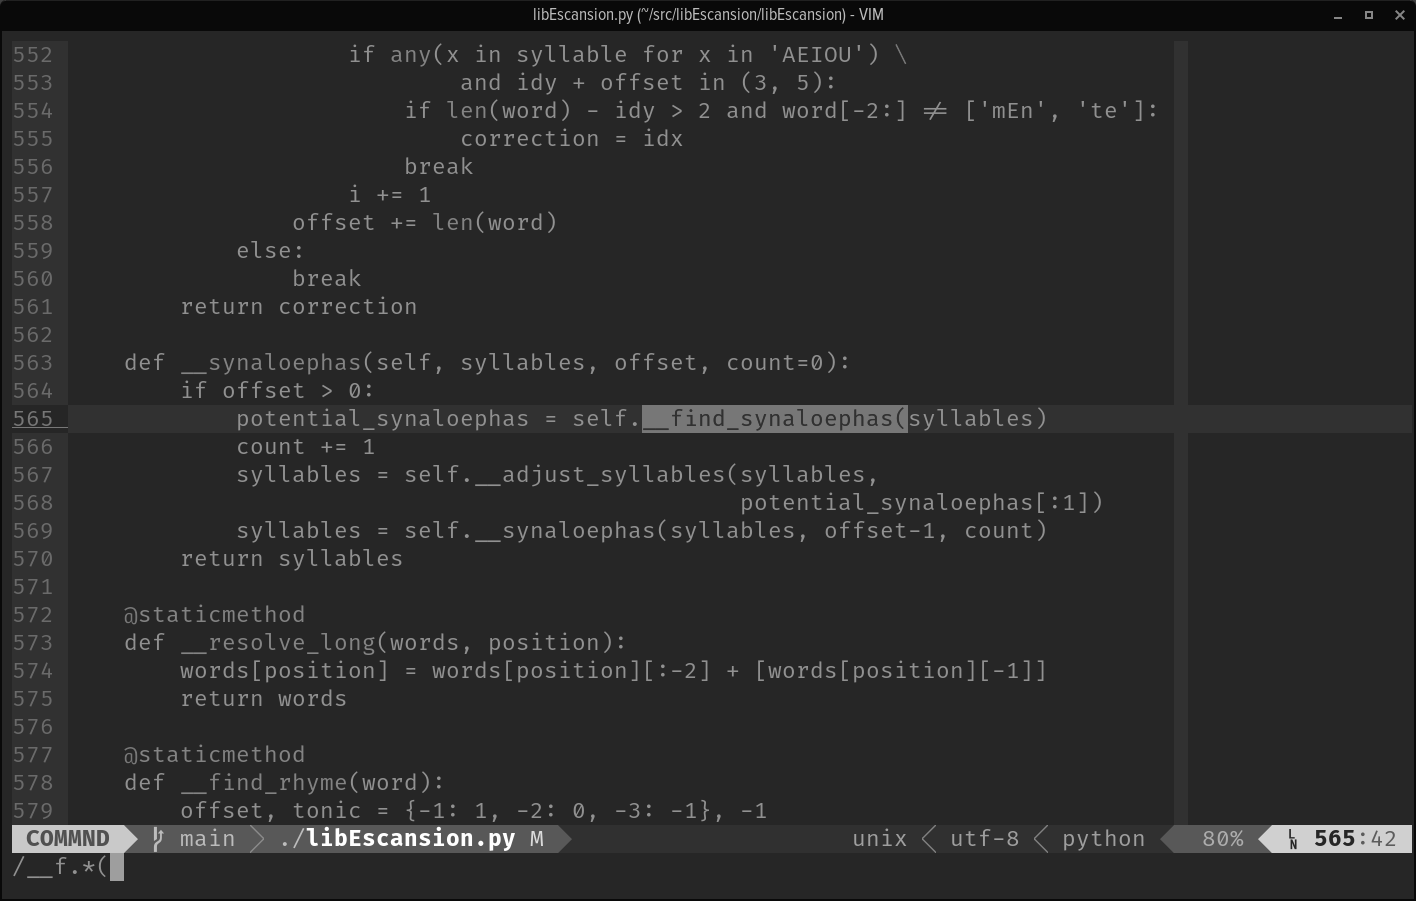 libEscansion.py (~/src/libEscansion/libEscansion) - VIM
552                     if any(x in syllable for x in 'AEIOU') \
553                             and idy + offset in (3, 5):
554                         if len(word) - idy > 2 and word[-2:] != ['mEn', 'te']:
555                             correction = idx
556                         break
557                     i += 1
558                 offset += len(word)
559             else:
560                 break
561         return correction
562
563     def __synaloephas(self, syllables, offset, count=0):
564         if offset > 0:
565             potential_synaloephas = self.__find_synaloephas(syllables)
566             count += 1
567             syllables = self.__adjust_syllables(syllables,
568                                                 potential_synaloephas[:1])
569             syllables = self.__synaloephas(syllables, offset-1, count)
570         return syllables
571
572     @staticmethod
573     def __resolve_long(words, position):
574         words[position] = words[position][:-2] + [words[position][-1]]
575         return words
576
577     @staticmethod
578     def __find_rhyme(word):
579         offset, tonic = {-1: 1, -2: 0, -3: -1}, -1
COMMND main ./libEscansion.py M unix utf-8 python 80% LN 565:42
/__f.*(